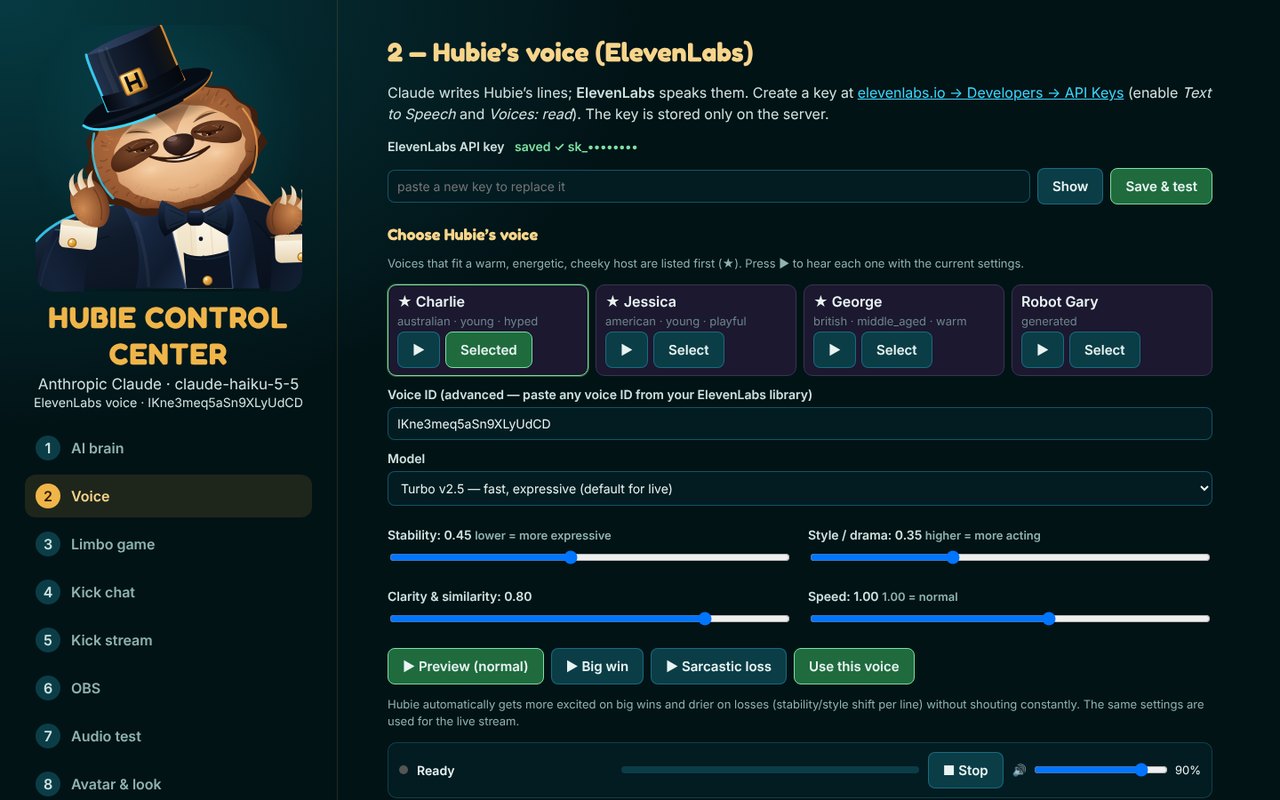 H
HUBIE CONTROL
CENTER
Anthropic Claude · claude-haiku-5-5
ElevenLabs voice · IKne3meq5aSn9XLyUdCD
1 AI brain
2 Voice
3 Limbo game
4 Kick chat
5 Kick stream
6 OBS
7 Audio test
8 Avatar & look
2 — Hubie's voice (ElevenLabs)
Claude writes Hubie's lines; ElevenLabs speaks them. Create a key at elevenlabs.io → Developers → API Keys (enable Text
to Speech and Voices: read). The key is stored only on the server.
ElevenLabs API key saved ✓ sk_••••••••
paste a new key to replace it
Show
Save & test
Choose Hubie's voice
Voices that fit a warm, energetic, cheeky host are listed first (★). Press ▶ to hear each one with the current settings.
★ Charlie
australian · young · hyped
▶ Selected
★ Jessica
american · young · playful
▶ Select
★ George
british · middle_aged · warm
▶ Select
Robot Gary
generated
▶ Select
Voice ID (advanced — paste any voice ID from your ElevenLabs library)
IKne3meq5aSn9XLyUdCD
Model
Turbo v2.5 — fast, expressive (default for live)
Stability: 0.45 lower = more expressive
Style / drama: 0.35 higher = more acting
Clarity & similarity: 0.80
Speed: 1.00 1.00 = normal
▶ Preview (normal)
▶ Big win
▶ Sarcastic loss
Use this voice
Hubie automatically gets more excited on big wins and drier on losses (stability/style shift per line) without shouting constantly. The same settings are
used for the live stream.
Ready
■ Stop
🔊 90%